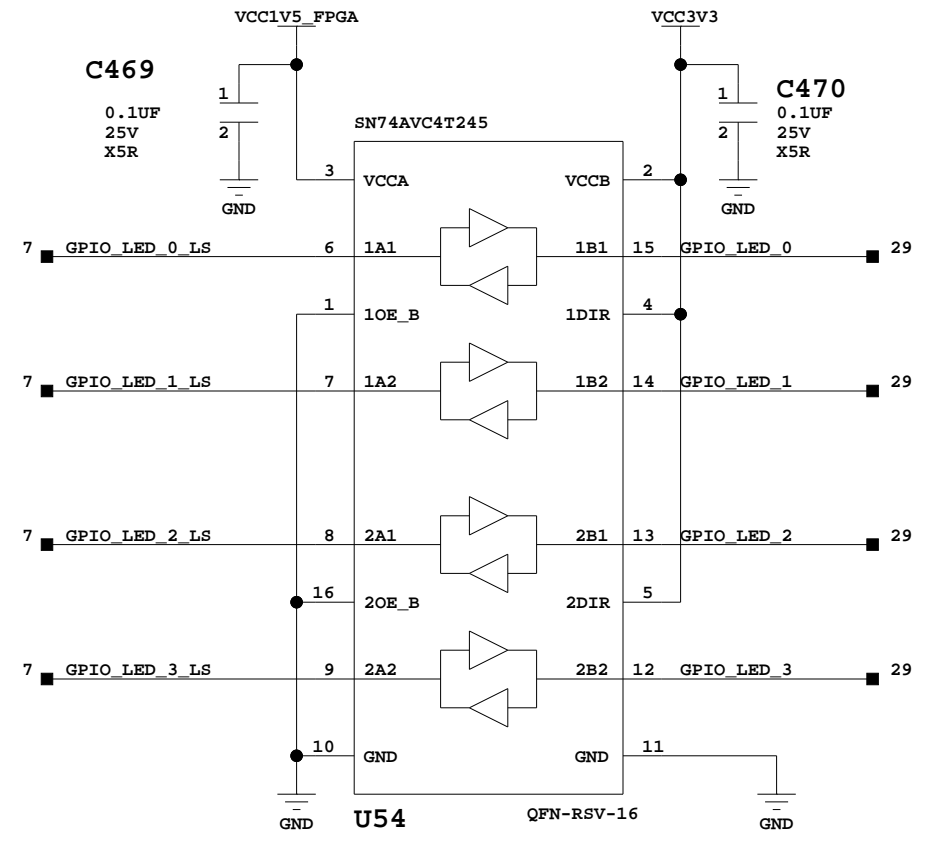 VCC1V5_FPGA
VCC3V3
C469
1
0.1UF
25V
2
X5R
GND
SN74AVC4T245
1
C470
0.1UF
2
25V
X5R
GND
3 VCCA VCCB 2
7 GPIO_LED_0_LS 6 1A1 1B1 15 GPIO_LED_0 29
1 1OE_B 1DIR 4
7 GPIO_LED_1_LS 7 1A2 1B2 14 GPIO_LED_1 29
7 GPIO_LED_2_LS 8 2A1 2B1 13 GPIO_LED_2 29
16 2OE_B 2DIR 5
7 GPIO_LED_3_LS 9 2A2 2B2 12 GPIO_LED_3 29
10 GND GND 11
GND U54 QFN-RSV-16 GND